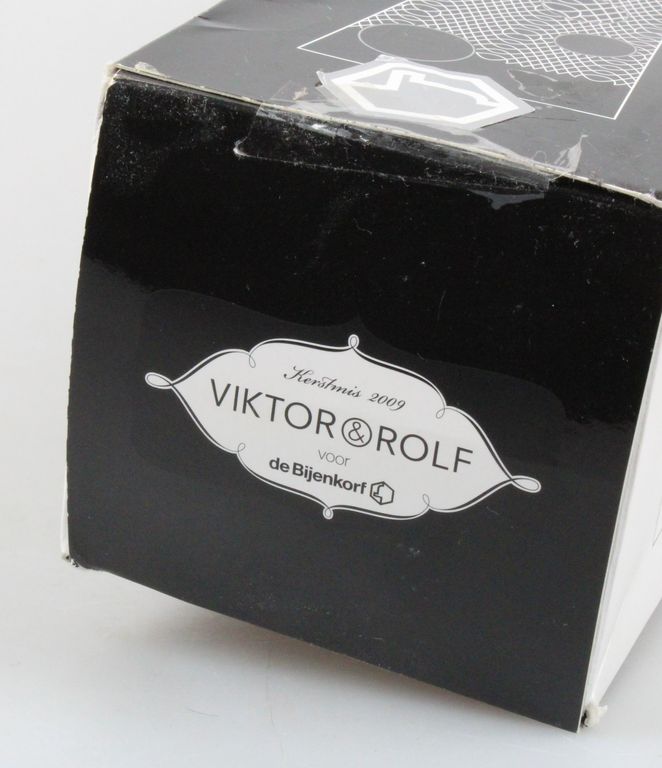 Kerstmis 2009
VIKTOR & ROLF
voor
de Bijenkorf